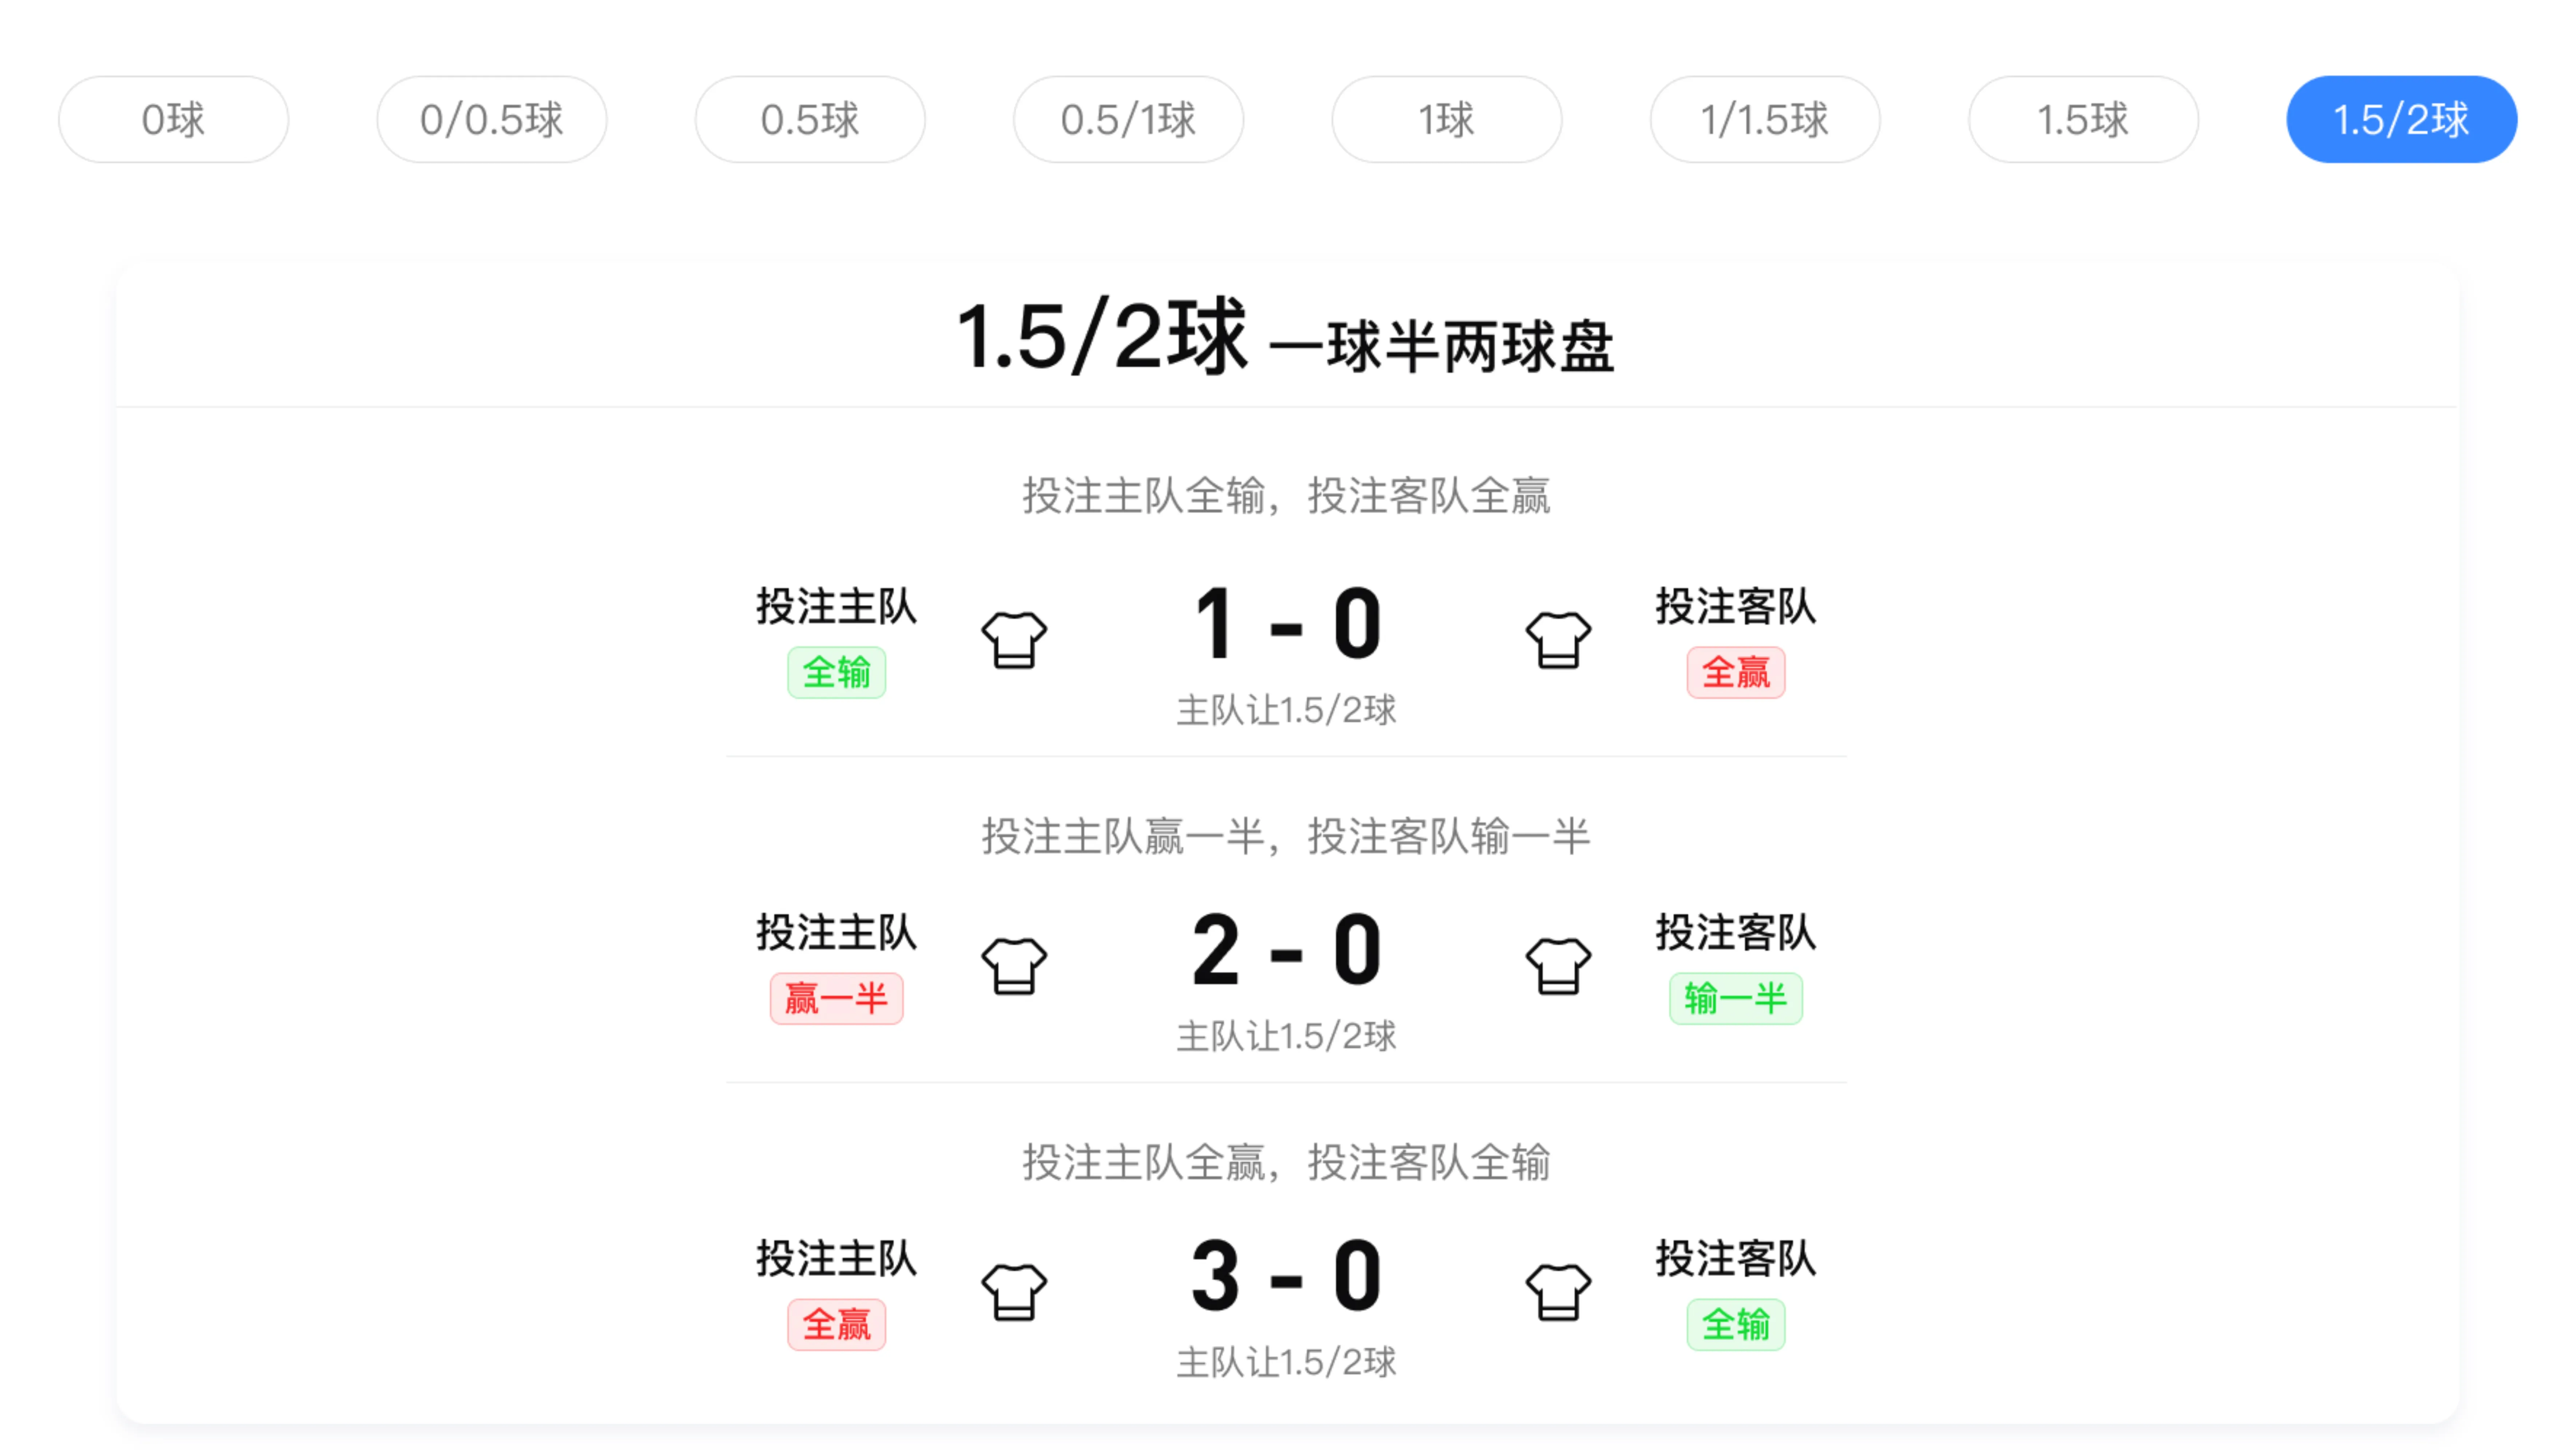 0球 0/0.5球 0.5球 0.5/1球 1球 1/1.5球 1.5球 1.5/2球
1.5/2球 一球半两球盘
投注主队全输，投注客队全赢
投注主队 1 - 0 投注客队
全输 全赢
主队让1.5/2球
投注主队赢一半，投注客队输一半
投注主队 2 - 0 投注客队
赢一半 输一半
主队让1.5/2球
投注主队全赢，投注客队全输
投注主队 3 - 0 投注客队
全赢 全输
主队让1.5/2球